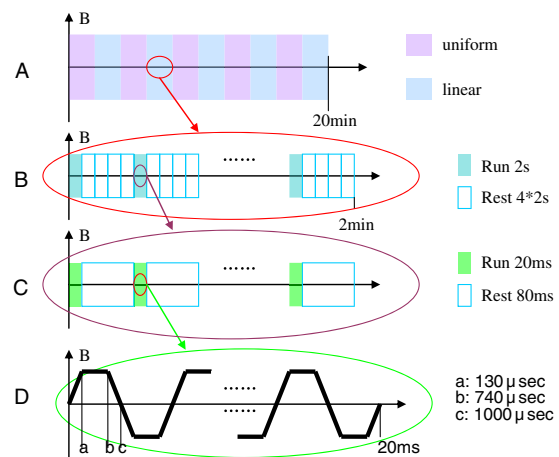 B
A
uniform
linear
20min
B
B
……
Run 2s
Rest 4*2s
2min
B
C
……
Run 20ms
Rest 80ms
B
D
……
……
a b c
20ms
a: 130 μ sec
b: 740 μ sec
c: 1000 μ sec